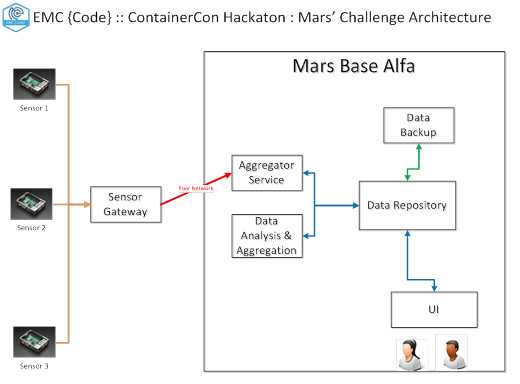 EMC {Code} :: ContainerCon Hackaton : Mars' Challenge Architecture
Mars Base Alfa
Sensor 1
Sensor 2
Sensor 3
Sensor
Gateway
Poor Network
Aggregator
Service
Data
Analysis &
Aggregation
Data
Backup
Data Repository
UI